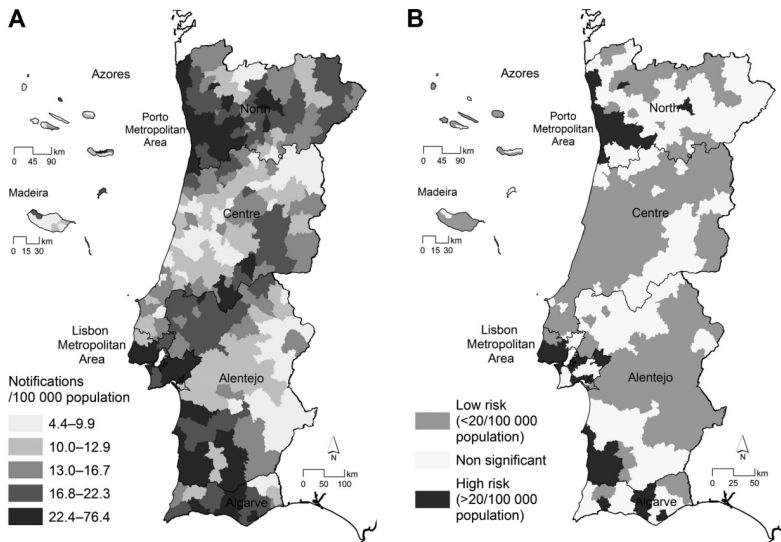 A
Azores
Porto
Metropolitan
Area
North
0 45 90 km
Madeira
km
0 15 30
Centre
Lisbon
Metropolitan
Area
Alentejo
Notifications
/100 000 population
4.4–9.9
10.0–12.9
13.0–16.7
16.8–22.3
22.4–76.4
N
km
0 50 100
Algarve
B
Azores
Porto
Metropolitan
Area
North
km
0 45 90
Madeira
km
0 15 30
Centre
Lisbon
Metropolitan
Area
Alentejo
Low risk
(<20/100 000
population)
Non significant
High risk
(>20/100 000
population)
N
km
0 25 50
Algarve